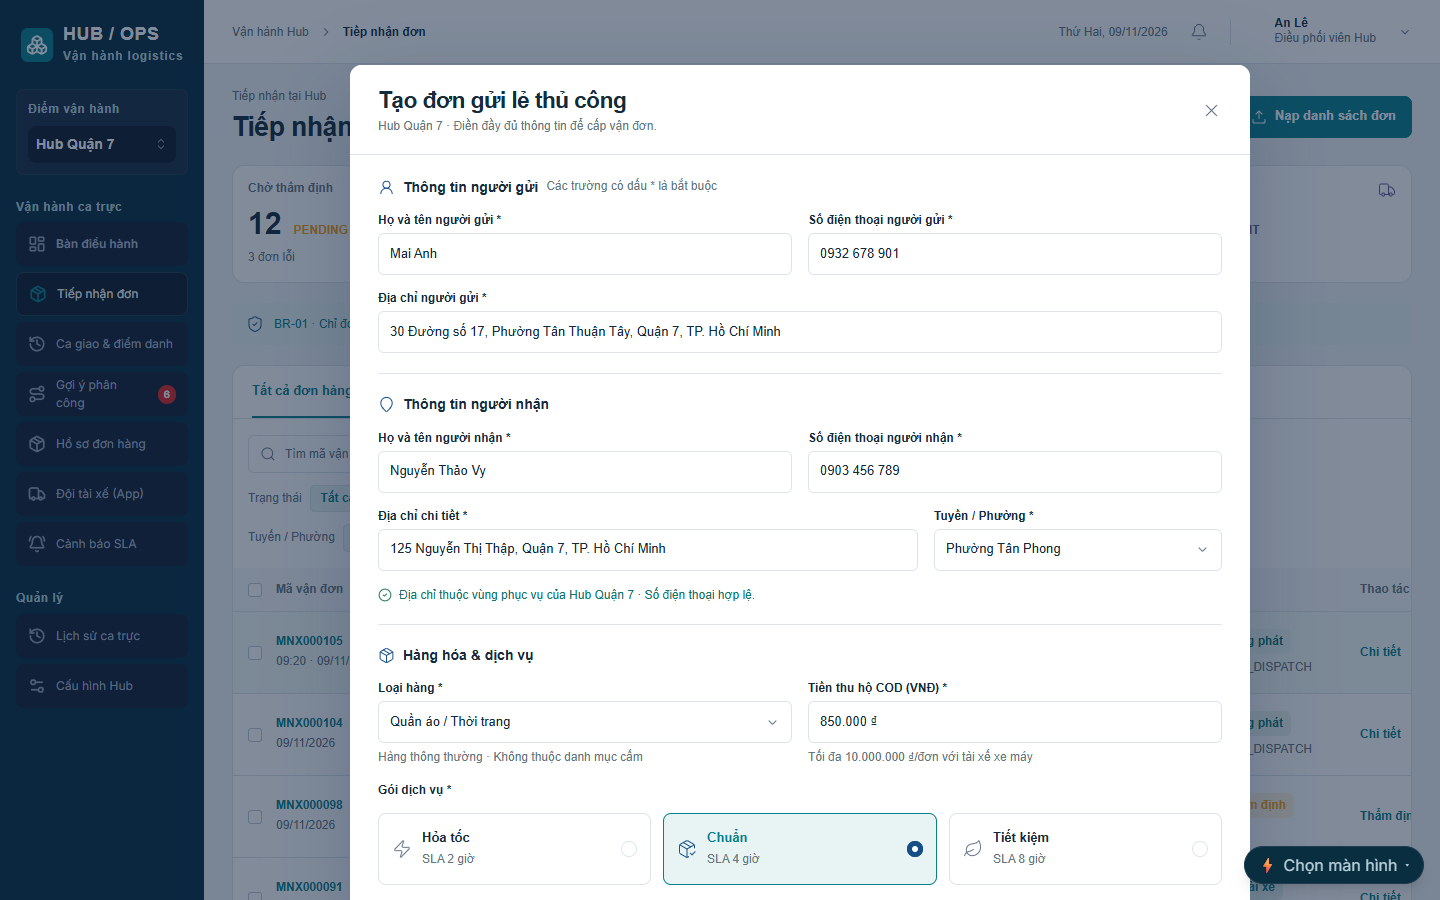 HUB / OPS
Vận hành logistics
Điểm vận hành
Hub Quận 7
Vận hành ca trực
Bàn điều hành
Tiếp nhận đơn
Ca giao & điểm danh
Gợi ý phân
công
6
Hồ sơ đơn hàng
Đội tài xế (App)
Cảnh báo SLA
Quản lý
Lịch sử ca trực
Cấu hình Hub
Vận hành Hub
Tiếp nhận đơn
Thứ Hai, 09/11/2026
An Lê
Điều phối viên Hub
Tiếp nhận tại Hub
Tiếp nhận
Nạp danh sách đơn
Chờ thẩm định
12 PENDING
3 đơn lỗi
BR-01 · Chỉ
Tất cả đơn hàng
Tìm mã vận
Trạng thái
Tuyến / Phường
Mã vận đơn
Thao tác
MNX000105
09:20 · 09/11/
phát
_DISPATCH
Chi tiết
MNX000104
09/11/2026
phát
_DISPATCH
Chi tiết
MNX000098
09/11/2026
định
Thẩm
MNX000091
Chi tiết
Tạo đơn gửi lẻ thủ công
Hub Quận 7 · Điền đầy đủ thông tin để cấp vận đơn.
Thông tin người gửi Các trường có dấu * là bắt buộc
Họ và tên người gửi *
Số điện thoại người gửi *
Mai Anh
0932 678 901
Địa chỉ người gửi *
30 Đường số 17, Phường Tân Thuận Tây, Quận 7, TP. Hồ Chí Minh
Thông tin người nhận
Họ và tên người nhận *
Số điện thoại người nhận *
Nguyễn Thảo Vy
0903 456 789
Địa chỉ chi tiết *
Tuyến / Phường *
125 Nguyễn Thị Thập, Quận 7, TP. Hồ Chí Minh
Phường Tân Phong
Địa chỉ thuộc vùng phục vụ của Hub Quận 7 · Số điện thoại hợp lệ.
Hàng hóa & dịch vụ
Loại hàng *
Tiền thu hộ COD (VNĐ) *
Quần áo / Thời trang
850.000 ₫
Hàng thông thường · Không thuộc danh mục cấm
Tối đa 10.000.000 ₫/đơn với tài xế xe máy
Gói dịch vụ *
Hỏa tốc
SLA 2 giờ
Chuẩn
SLA 4 giờ
Tiết kiệm
SLA 8 giờ
Chọn màn hình